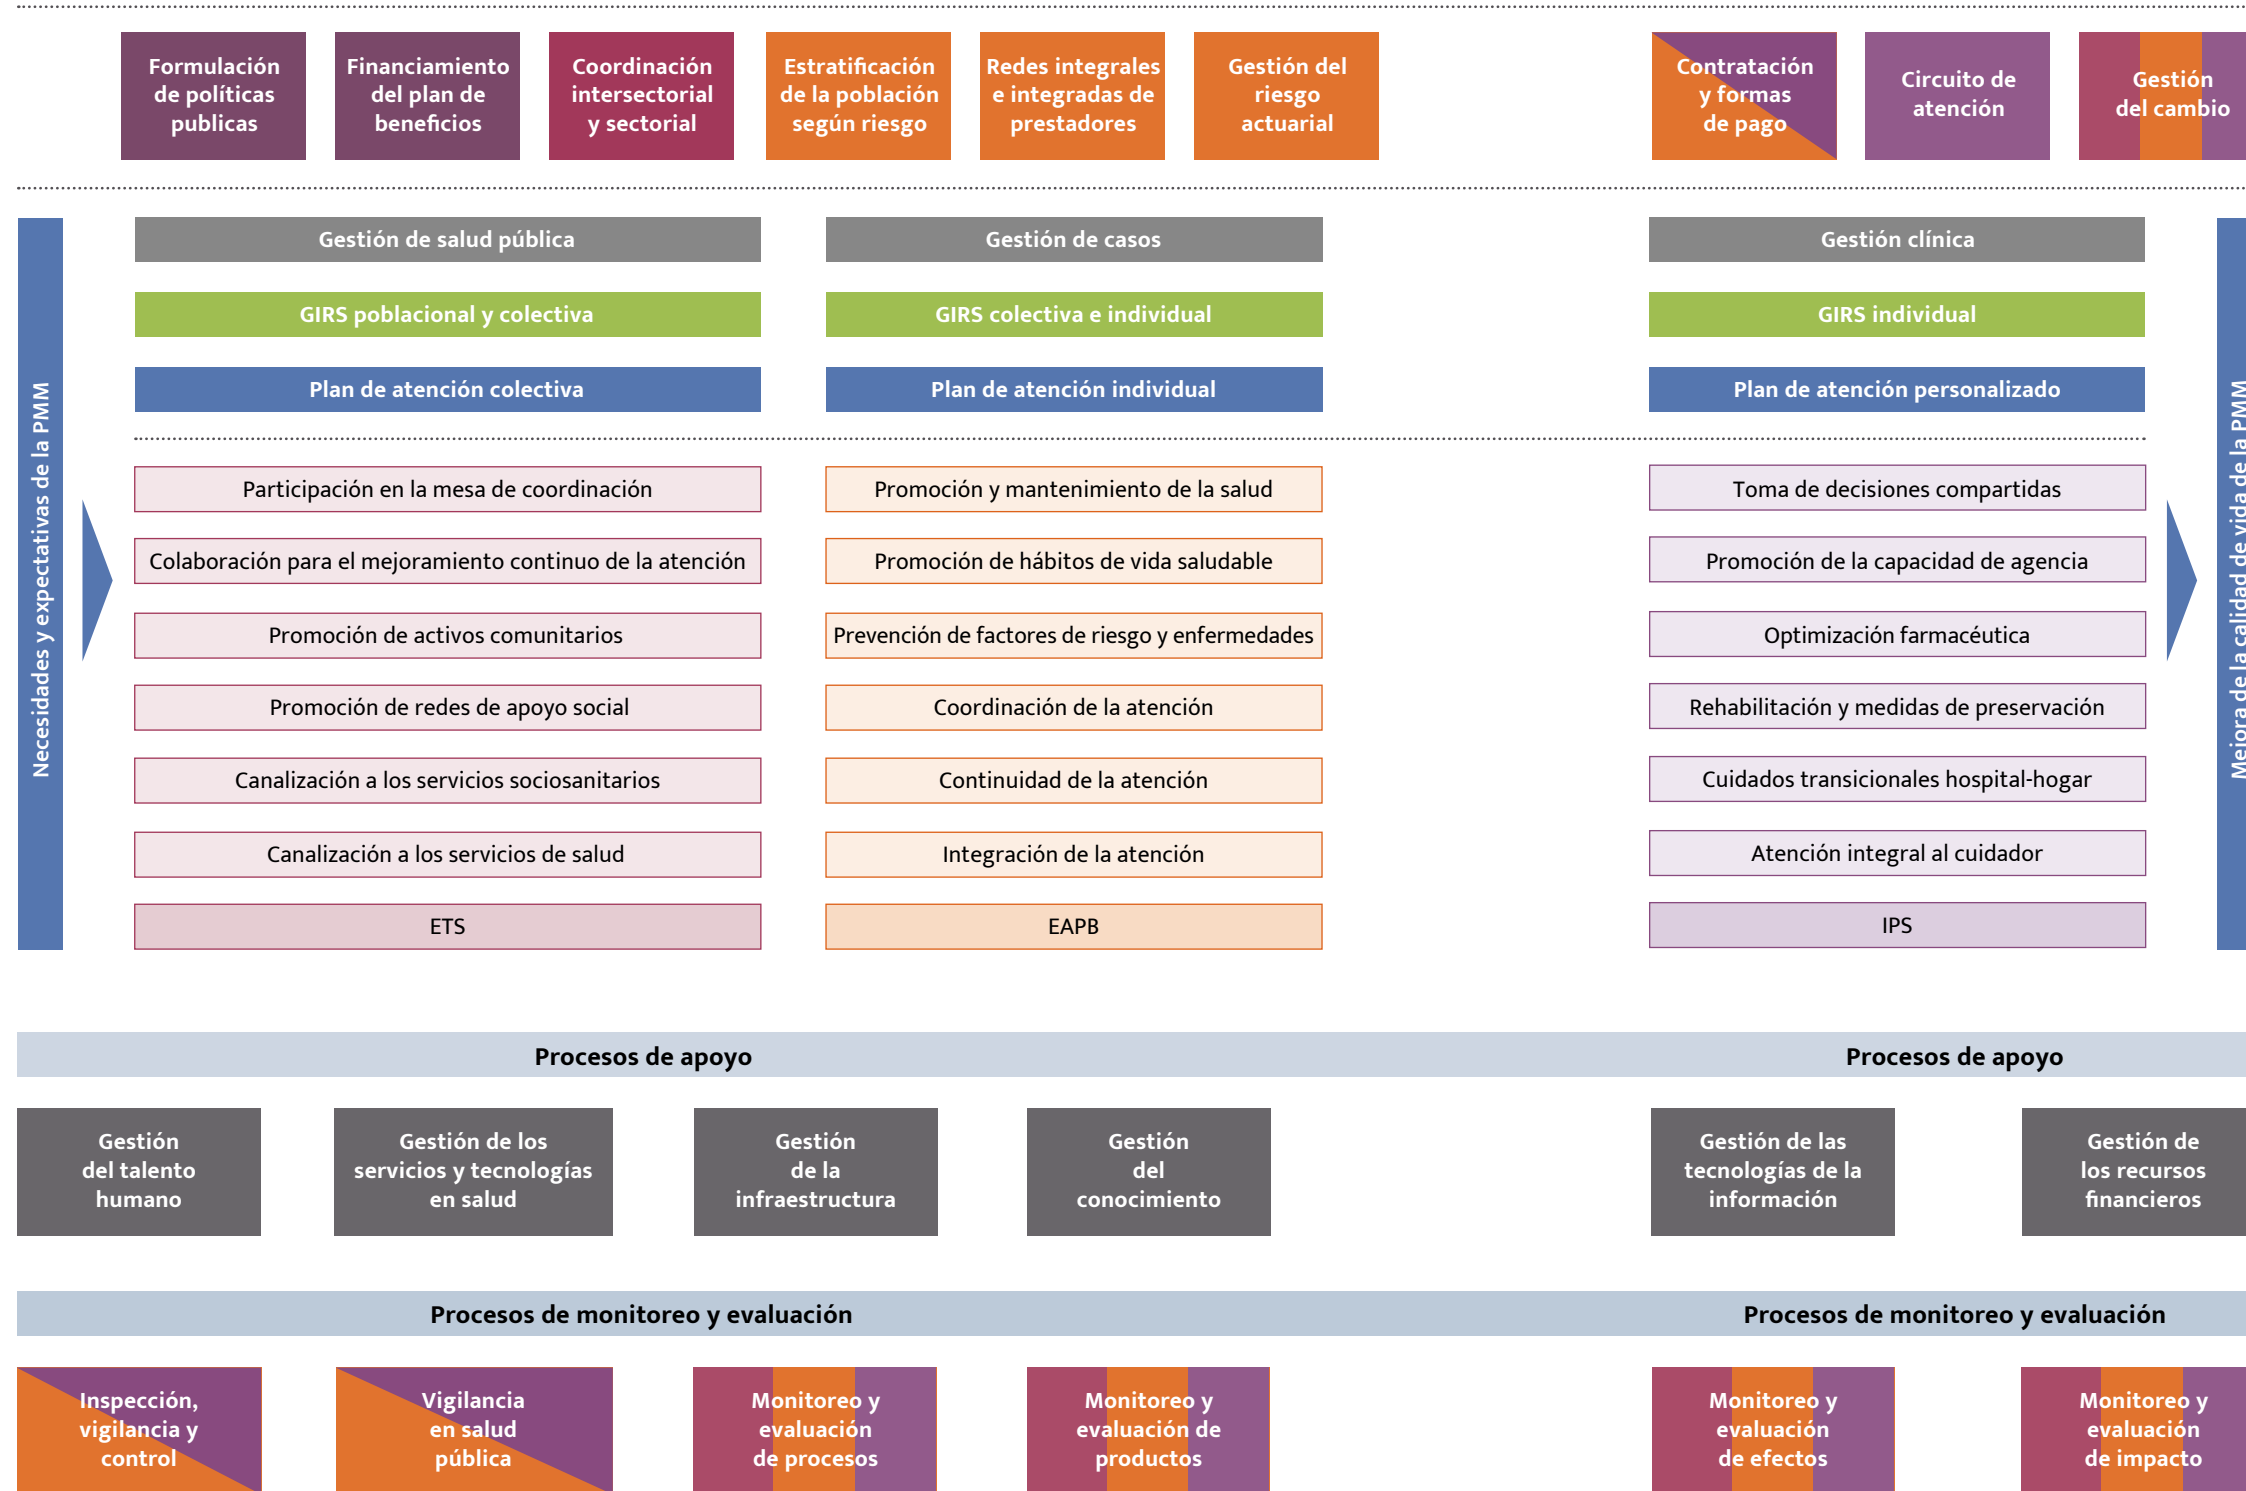 Formulación
de políticas
publicas
Financiamiento
del plan de
beneficios
Coordinación
intersectorial
y sectorial
Estratificación
de la población
según riesgo
Redes integrales
e integradas de
prestadores
Gestión del
riesgo
actuarial
Contratación
y formas
de pago
Circuito de
atención
Gestión
del cambio
Necesidades y expectativas de la PMM
Gestión de salud pública
GIRS poblacional y colectiva
Plan de atención colectiva
Participación en la mesa de coordinación
Colaboración para el mejoramiento continuo de la atención
Promoción de activos comunitarios
Promoción de redes de apoyo social
Canalización a los servicios sociosanitarios
Canalización a los servicios de salud
ETS
Gestión de casos
GIRS colectiva e individual
Plan de atención individual
Promoción y mantenimiento de la salud
Promoción de hábitos de vida saludable
Prevención de factores de riesgo y enfermedades
Coordinación de la atención
Continuidad de la atención
Integración de la atención
EAPB
Gestión clínica
GIRS individual
Plan de atención personalizado
Toma de decisiones compartidas
Promoción de la capacidad de agencia
Optimización farmacéutica
Rehabilitación y medidas de preservación
Cuidados transicionales hospital-hogar
Atención integral al cuidador
IPS
Mejora de la calidad de vida de la PMM
Procesos de apoyo
Procesos de apoyo
Gestión
del talento
humano
Gestión de los
servicios y tecnologías
en salud
Gestión
de la
infraestructura
Gestión
del
conocimiento
Gestión de las
tecnologías de la
información
Gestión de
los recursos
financieros
Procesos de monitoreo y evaluación
Procesos de monitoreo y evaluación
Inspección,
vigilancia y
control
Vigilancia
en salud
pública
Monitoreo y
evaluación
de procesos
Monitoreo y
evaluación de
productos
Monitoreo y
evaluación
de efectos
Monitoreo y
evaluación
de impacto